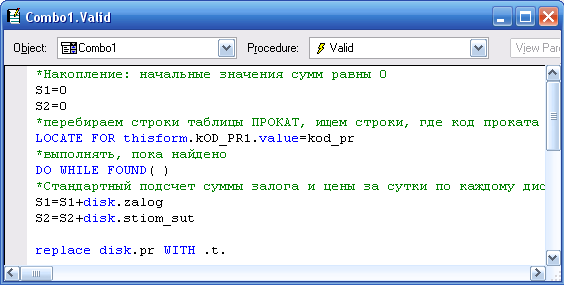 Combo1.Valid
Object: Combo1 Procedure: Valid View Par
*Накопление: начальные значения сумм равны 0
S1=0
S2=0
*перебираем строки таблицы ПРОКАТ, ищем строки, где код проката
LOCATE FOR thisform.kOD_PR1.value=kod_pr
*выполнять, пока найдено
DO WHILE FOUND( )
*Стандартный подсчет суммы залога и цены за сутки по каждому дис
S1=S1+disk.zalog
S2=S2+disk.stiom_sut
replace disk.pr WITH .t.